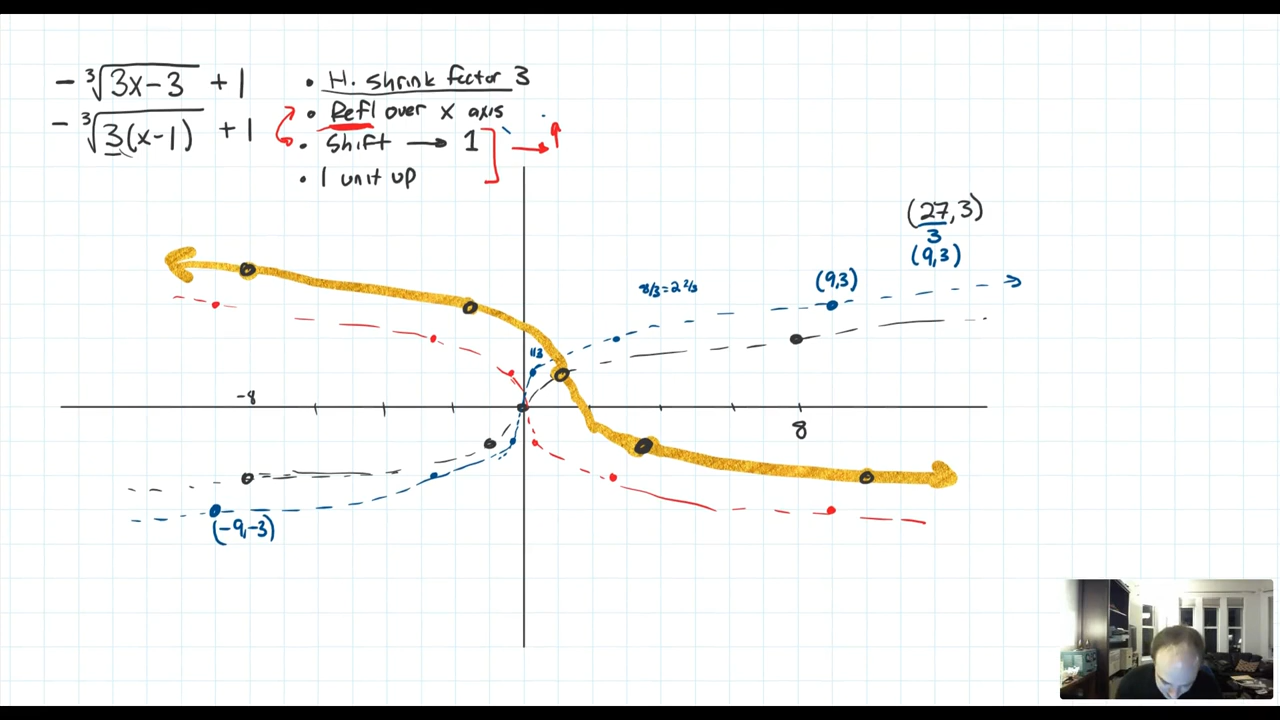 -∛(3x-3) + 1
-∛(3(x-1)) + 1
• H. shrink factor 3
• Refl over x axis
• Shift → 1
• 1 unit up
(27,3)
3
(9,3)
(9,3)
8/3 = 2 2/3
1/3
-8
8
(-9,-3)